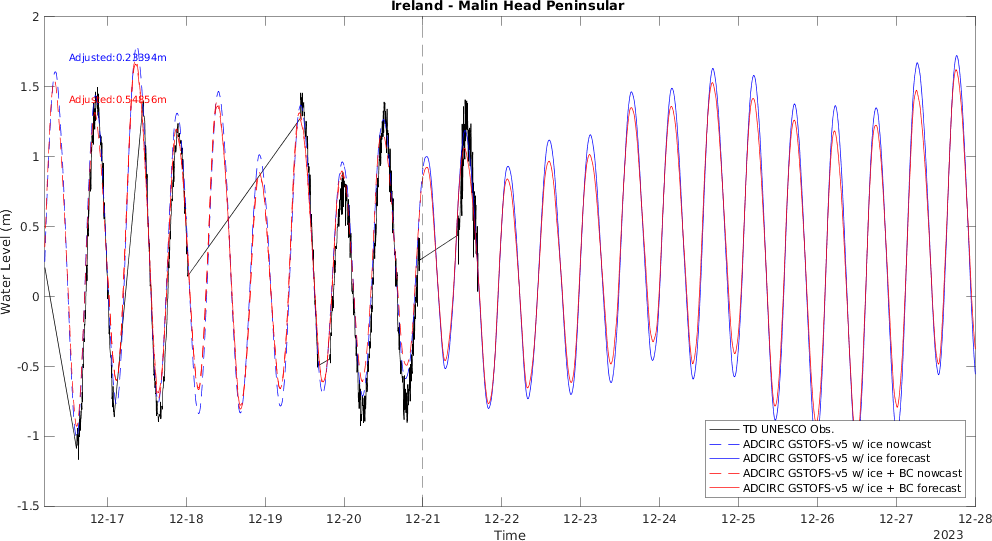 Ireland - Malin Head Peninsular
2
1.5
1
0.5
0
-0.5
-1
-1.5
Water Level (m)
Adjusted:0.23394m
Adjusted:0.54856m
TD UNESCO Obs.
ADCIRC GSTOFS-v5 w/ ice nowcast
ADCIRC GSTOFS-v5 w/ ice forecast
ADCIRC GSTOFS-v5 w/ ice + BC nowcast
ADCIRC GSTOFS-v5 w/ ice + BC forecast
12-17 12-18 12-19 12-20 12-21 12-22 12-23 12-24 12-25 12-26 12-27 12-28
Time
2023